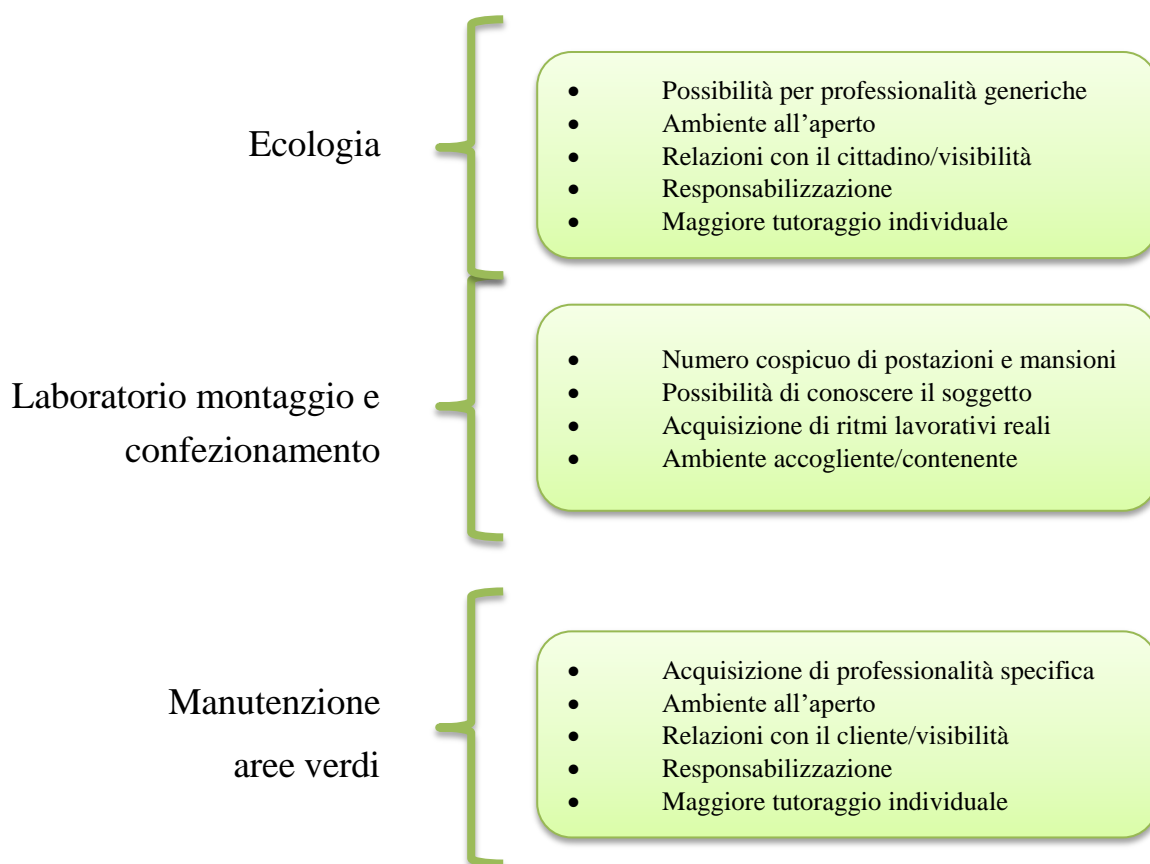 Ecologia
• Possibilità per professionalità generiche
• Ambiente all’aperto
• Relazioni con il cittadino/visibilità
• Responsabilizzazione
• Maggiore tutoraggio individuale
Laboratorio montaggio e
confezionamento
• Numero cospicuo di postazioni e mansioni
• Possibilità di conoscere il soggetto
• Acquisizione di ritmi lavorativi reali
• Ambiente accogliente/contenente
Manutenzione
aree verdi
• Acquisizione di professionalità specifica
• Ambiente all’aperto
• Relazioni con il cliente/visibilità
• Responsabilizzazione
• Maggiore tutoraggio individuale